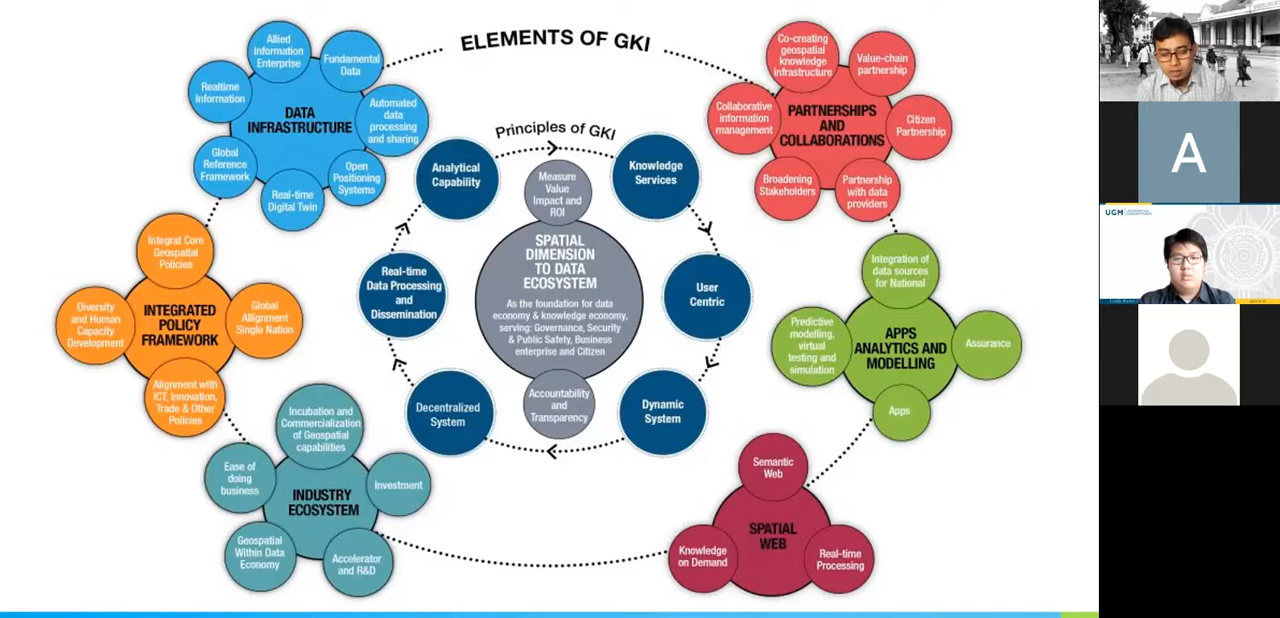 ELEMENTS OF GKI
Allied
Information
Enterprise
Fundamental
Data
Realtime
Information
Automated
data
processing
and sharing
DATA
INFRASTRUCTURE
Global
Reference
Framework
Open
Positioning
Systems
Real-time
Digital Twin
Co-creating
geospatial
knowledge
infrastructure
Value-chain
partnership
Collaborative
information
management
Citizen
Partnership
PARTNERSHIPS
AND
COLLABORATIONS
Broadening
Stakeholders
Partnership
with data
providers
Principles of GKI
Analytical
Capability
Knowledge
Services
Real-time
Data Processing
and
Dissemination
User
Centric
Decentralized
System
Dynamic
System
Measure
Value
Impact and
ROI
SPATIAL
DIMENSION
TO DATA
ECOSYSTEM
As the foundation for data
economy & knowledge economy,
serving: Governance, Security
& Public Safety, Business
enterprise and Citizen
Accountability
and
Transparency
Integrat Core
Geospatial
Policies
Diversity
and Human
Capacity
Development
INTEGRATED
POLICY
FRAMEWORK
Global
Allignment
Single Nation
Alignment with
ICT, Innovation,
Trade & Other
Policies
Integration of
data sources
for National
Predictive
modelling,
virtual
testing and
simulation
APPS
ANALYTICS AND
MODELLING
Assurance
Apps
Incubation and
Commercialization
of Geospatial
capabilities
Ease of
doing
business
INDUSTRY
ECOSYSTEM
Investment
Geospatial
Within Data
Economy
Accelerator
and R&D
Semantic
Web
SPATIAL
WEB
Knowledge
on Demand
Real-time
Processing
A
UGM